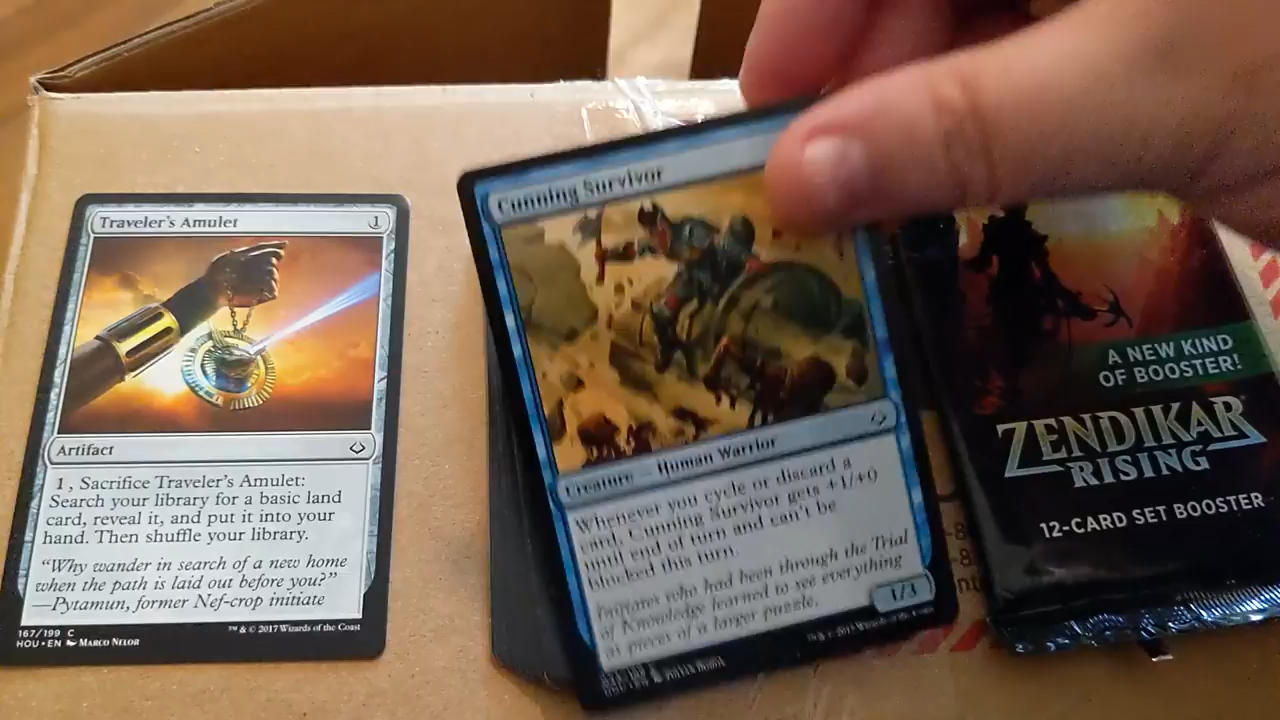 Traveler's Amulet 1
Artifact
1, Sacrifice Traveler's Amulet:
Search your library for a basic land
card, reveal it, and put it into your
hand. Then shuffle your library.
"Why wander in search of a new home
when the path is laid out before you?"
—Pytamun, former Nef-crop initiate
167/199 C
HOU • EN MARCO NELOR
™ & © 2017 Wizards of the Coast
Cunning Survivor
Creature — Human Warrior
Whenever you cycle or discard a
card, Cunning Survivor gets +1/+0
until end of turn and can't be
blocked this turn.
Initiates who had been through the Trial
of Knowledge learned to see everything
as pieces of a larger puzzle.
1/3
A NEW KIND
OF BOOSTER!
ZENDIKAR
RISING
12-CARD SET BOOSTER